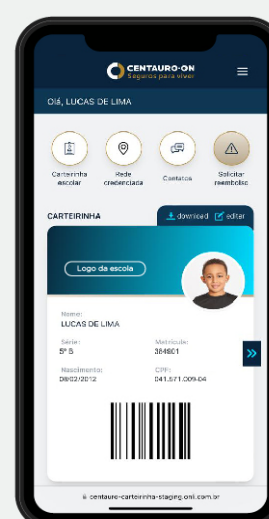 CENTAURO-ON
Seguros para viver
Olá, LUCAS DE LIMA
Carteirinha
escolar
Rede
credenciada
Contatos
Solicitar
reembolso
CARTEIRINHA
download
editar
Logo da escola
Nome:
LUCAS DE LIMA
Série:
Matrícula:
5º B
364801
Nascimento:
CPF:
08/02/2012
041.571.009-04
centauro-carteirinha-staging.onii.com.br